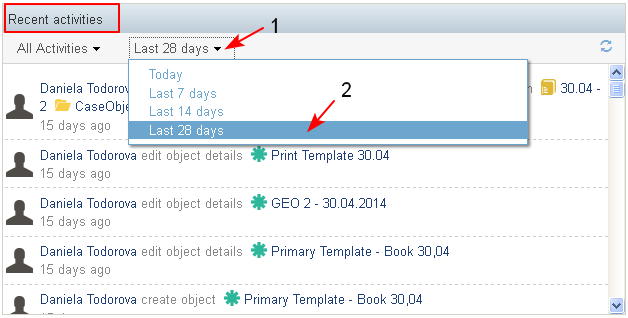 Recent activities
1
All Activities
Last 28 days
Today
Last 7 days
Last 14 days
Last 28 days
2
Daniela Todorova
30.04 -
2 CaseObje
15 days ago
Daniela Todorova edit object details Print Template 30.04
15 days ago
Daniela Todorova edit object details GEO 2 - 30.04.2014
15 days ago
Daniela Todorova edit object details Primary Template - Book 30,04
15 days ago
Daniela Todorova create object Primary Template - Book 30,04